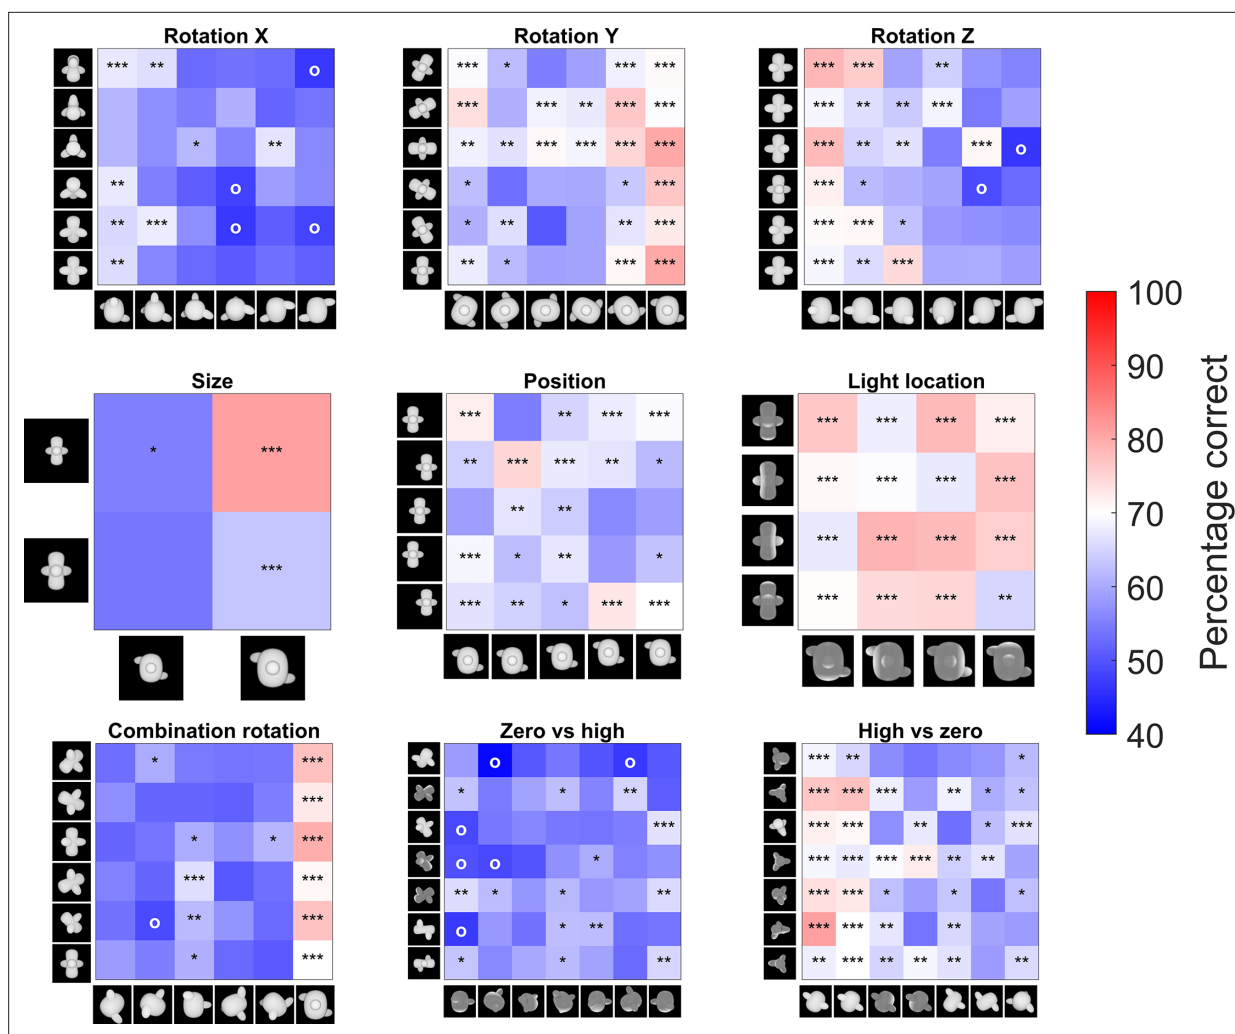 Rotation X
Rotation Y
Rotation Z
*** ** o
*** * *** ***
*** *** **
*** *** ** *** ***
*** ** ** ***
* **
** ** *** *** *** ***
*** ** ** *** o
** o
* * ***
*** * o
** *** o o
* ** ** ***
*** *** *
**
** * *** ***
*** ** ***
Size
Position
Light location
* ***
***
*** ** *** ***
** *** *** ** *
** **
*** * ** *
*** ** * *** ***
*** *** *** ***
*** *** *** ***
*** *** *** ***
*** *** *** **
100
90
80
70
60
50
40
Percentage correct
Combination rotation
Zero vs high
High vs zero
* ***
***
* * ***
*** ***
o ** ***
* ***
o o
* * **
o ***
o o *
** * * **
o * **
* * **
*** ** *
*** *** *** ** * *
*** *** ** * ***
*** *** *** *** ** **
*** *** * * *
*** *** ** **
** *** ** ** ** **